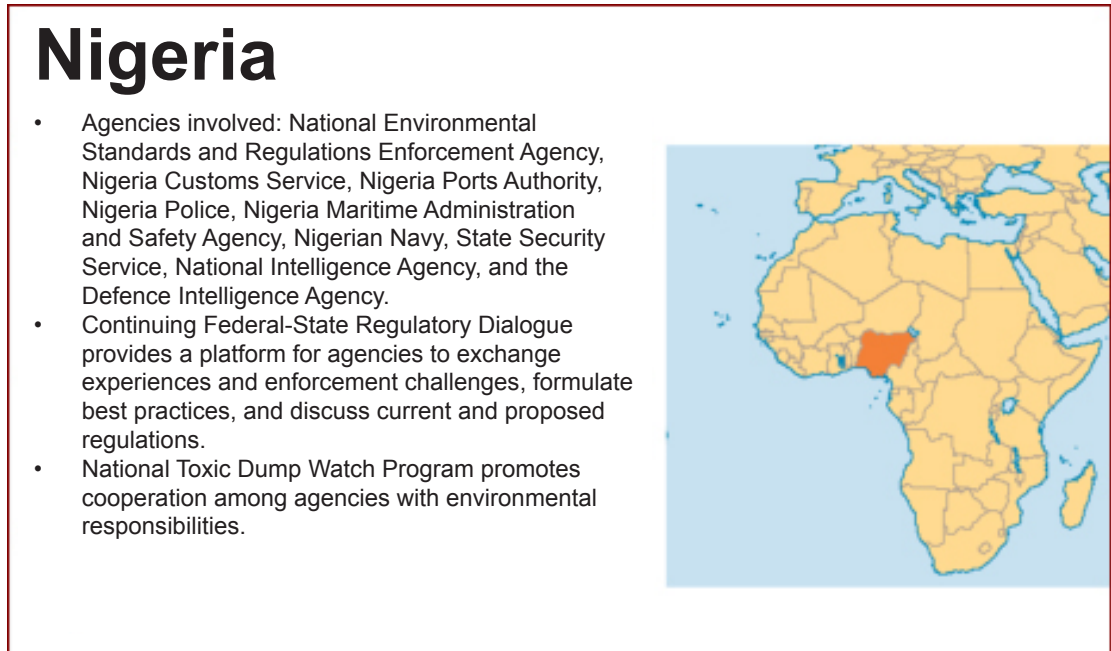 Nigeria
• Agencies involved: National Environmental
Standards and Regulations Enforcement Agency,
Nigeria Customs Service, Nigeria Ports Authority,
Nigeria Police, Nigeria Maritime Administration
and Safety Agency, Nigerian Navy, State Security
Service, National Intelligence Agency, and the
Defence Intelligence Agency.
• Continuing Federal-State Regulatory Dialogue
provides a platform for agencies to exchange
experiences and enforcement challenges, formulate
best practices, and discuss current and proposed
regulations.
• National Toxic Dump Watch Program promotes
cooperation among agencies with environmental
responsibilities.